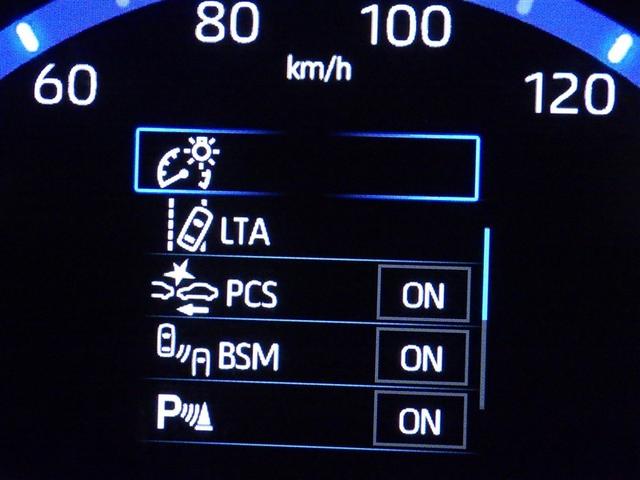 80 100
60 km/h 120
LTA
PCS ON
BSM ON
P ON